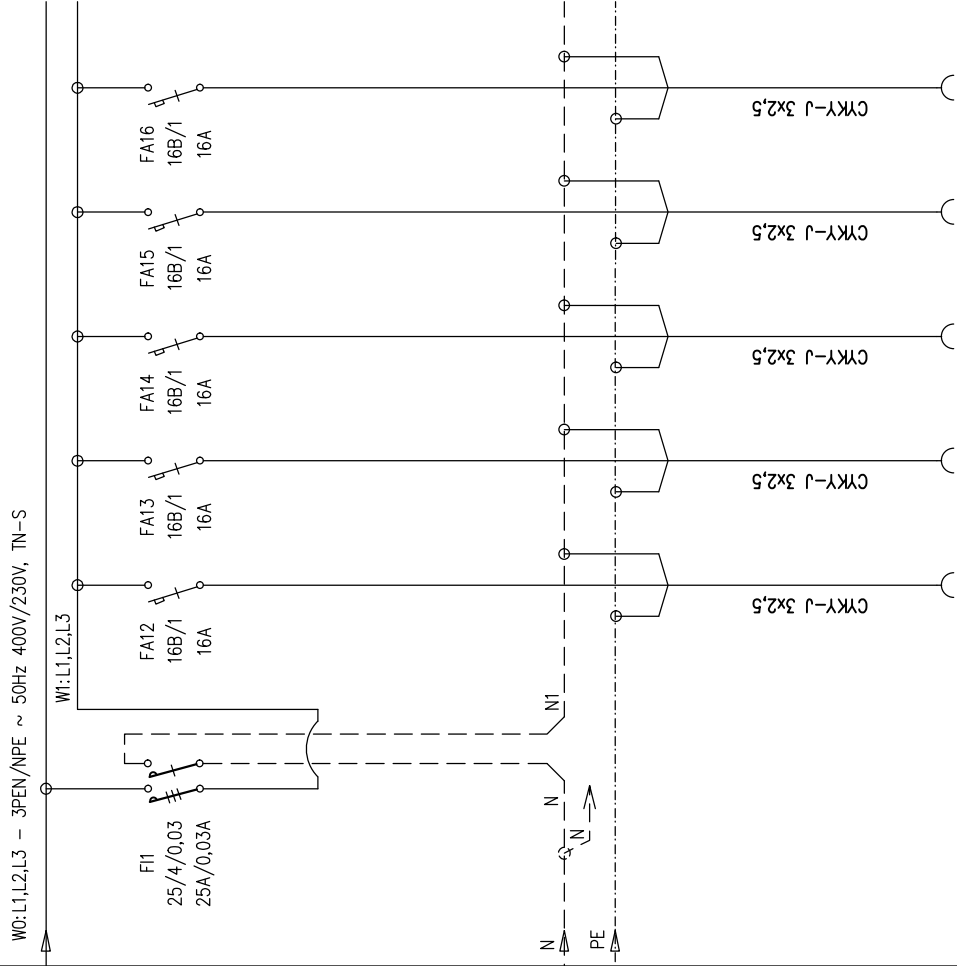 W0:L1,L2,L3 – 3PEN/NPE ~ 50Hz 400V/230V, TN–S
W1:L1,L2,L3
FI1
25/4/0,03
25A/0,03A
FA12
16B/1
16A
FA13
16B/1
16A
FA14
16B/1
16A
FA15
16B/1
16A
FA16
16B/1
16A
N
PE
N
N
N1
CYKY–J 3x2,5
CYKY–J 3x2,5
CYKY–J 3x2,5
CYKY–J 3x2,5
CYKY–J 3x2,5